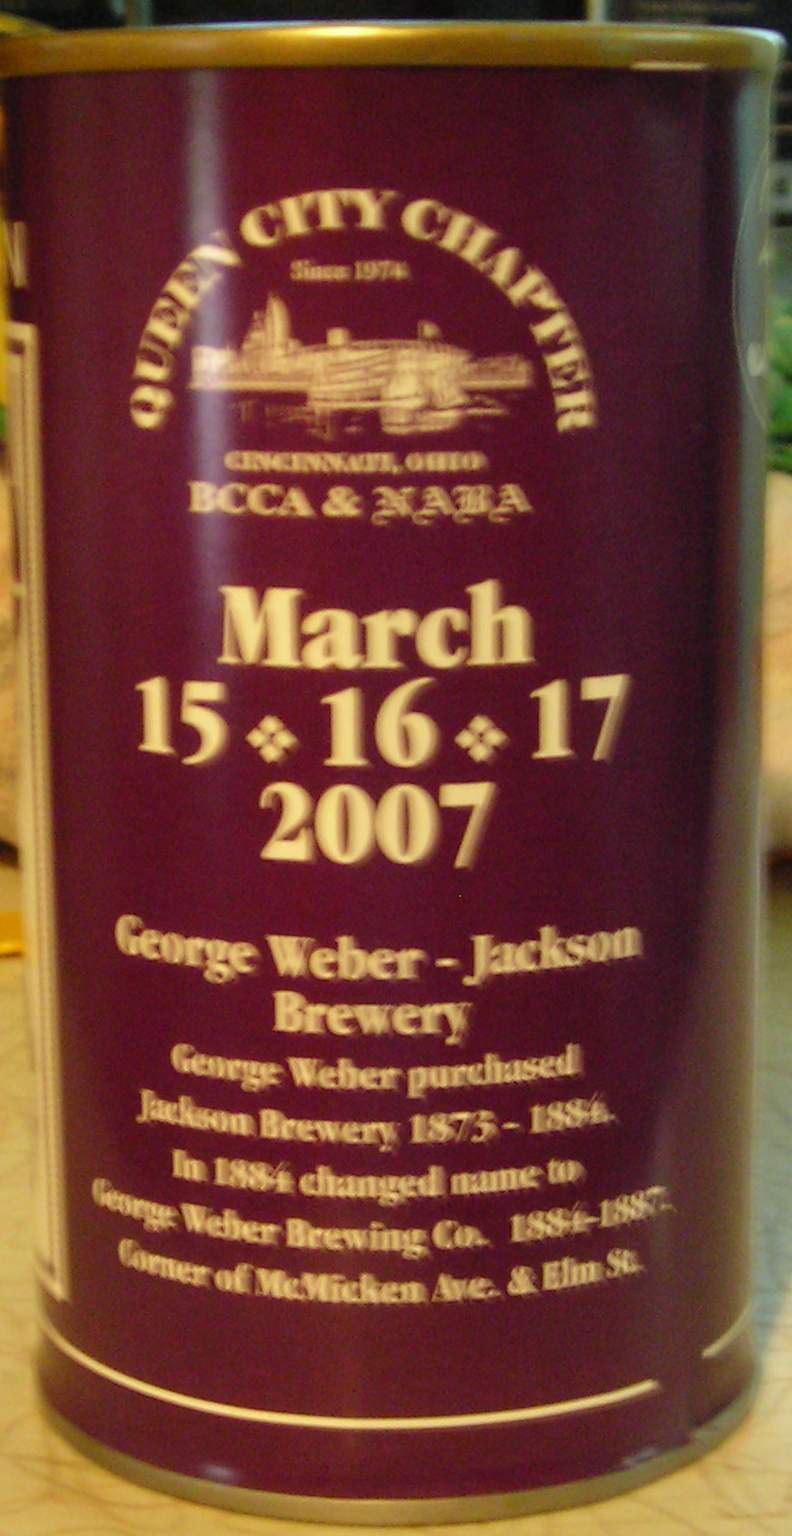 QUEEN CITY CHAPTER
Since 1974
CINCINNATI, OHIO
BCCA & NABA
March
15 ❖ 16 ❖ 17
2007
George Weber - Jackson
Brewery
George Weber purchased
Jackson Brewery 1873 - 1884.
In 1884 changed name to
George Weber Brewing Co. 1884-1887.
Corner of McMicken Ave. & Elm St.